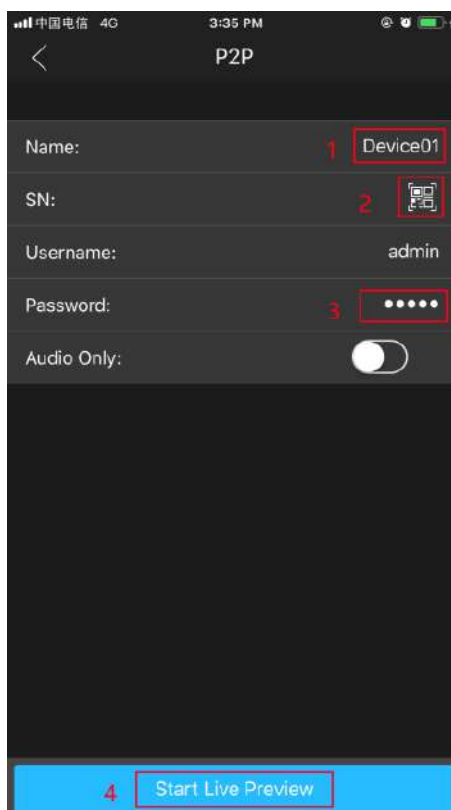 中国电信 4G 3:35 PM
P2P
Name: 1 Device01
SN: 2
Username: admin
Password: 3 •••••
Audio Only:
4 Start Live Preview